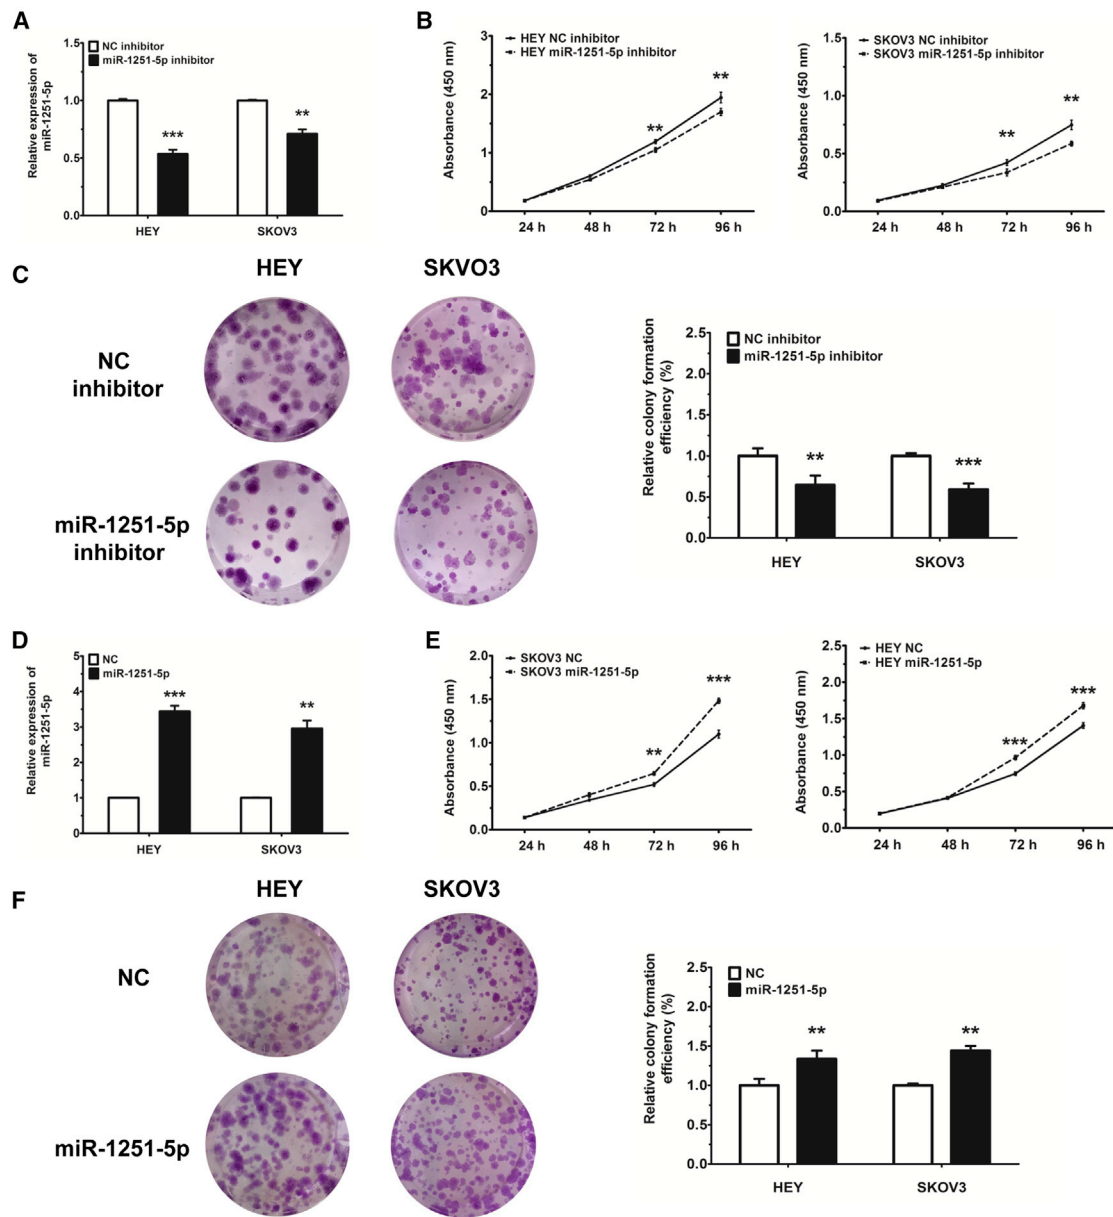 A
Relative expression of
miR-1251-5p
1.5
1.0
0.5
0.0
NC inhibitor
miR-1251-5p inhibitor
***
**
HEY
SKOV3
B
Absorbance (450 nm)
3
2
1
0
HEY NC inhibitor
HEY miR-1251-5p inhibitor
**
**
24 h
48 h
72 h
96 h
Absorbance (450 nm)
1.5
1.0
0.5
0.0
SKOV3 NC inhibitor
SKOV3 miR-1251-5p inhibitor
**
**
24 h
48 h
72 h
96 h
C
HEY
SKVO3
NC
inhibitor
miR-1251-5p
inhibitor
Relative colony formation
efficiency (%)
2.5
2.0
1.5
1.0
0.5
0.0
NC inhibitor
miR-1251-5p inhibitor
**
***
HEY
SKOV3
D
Relative expression of
miR-1251-5p
5
4
3
2
1
0
NC
miR-1251-5p
***
**
HEY
SKOV3
E
Absorbance (450 nm)
2.0
1.5
1.0
0.5
0.0
SKOV3 NC
SKOV3 miR-1251-5p
**
***
24 h
48 h
72 h
96 h
Absorbance (450 nm)
2.5
2.0
1.5
1.0
0.5
0.0
HEY NC
HEY miR-1251-5p
***
***
24 h
48 h
72 h
96 h
F
HEY
SKOV3
NC
miR-1251-5p
Relative colony formation
efficiency (%)
2.5
2.0
1.5
1.0
0.5
0.0
NC
miR-1251-5p
**
**
HEY
SKOV3